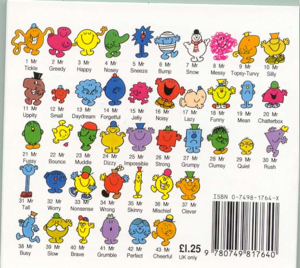 1 Mr 2 Mr 3 Mr 4 Mr 5 Mr 6 Mr 7 Mr 8 Mr 9 Mr 10 Mr
Tickle Greedy Happy Nosey Sneeze Bump Snow Messy Topsy-Turvy Silly
11 Mr 12 Mr 13 Mr 14 Mr 15 Mr 16 Mr 17 Mr 18 Mr 19 Mr 20 Mr
Uppity Small Daydream Forgetful Jelly Noisy Lazy Funny Mean Chatterbox
21 Mr 22 Mr 23 Mr 24 Mr 25 Mr 26 Mr 27 Mr 28 Mr 29 Mr 30 Mr
Fussy Bounce Muddle Dizzy Impossible Strong Grumpy Clumsy Quiet Rush
31 Mr 32 Mr 33 Mr 34 Mr 35 Mr 36 Mr 37 Mr
Tall Worry Nonsense Wrong Skinny Mischief Clever
ISBN 0-7498-1764-X
38 Mr 39 Mr 40 Mr 41 Mr 42 Mr 43 Mr
Busy Slow Brave Grumble Perfect Cheerful
£1.25
UK only
9 780749 817640 >